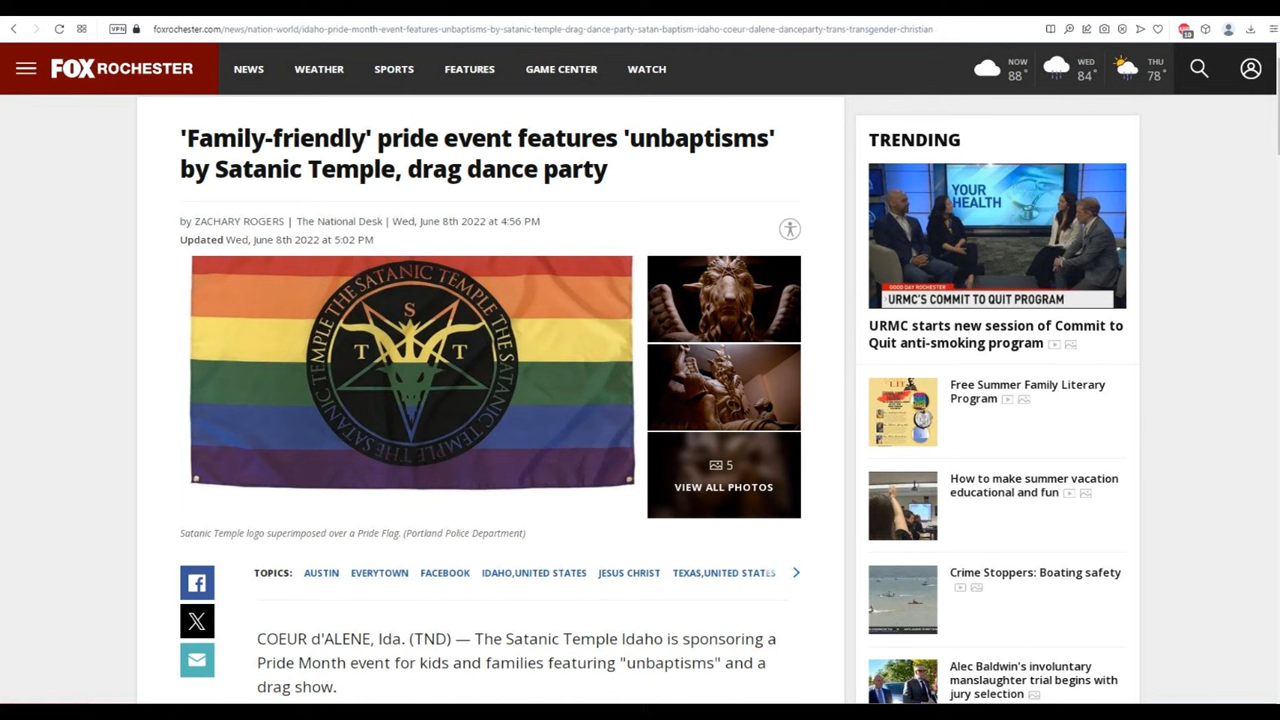 VPN
foxrochester.com/news/nation-world/idaho-pride-month-event-features-unbaptisms-by-satanic-temple-drag-dance-party-satan-baptism-idaho-coeur-dalene-danceparty-trans-transgender-christian
FOX ROCHESTER
NEWS
WEATHER
SPORTS
FEATURES
GAME CENTER
WATCH
NOW
88°
WED
84°
THU
78°
'Family-friendly' pride event features 'unbaptisms'
by Satanic Temple, drag dance party
by ZACHARY ROGERS | The National Desk | Wed, June 8th 2022 at 4:56 PM
Updated Wed, June 8th 2022 at 5:02 PM
THE SATANIC TEMPLE THE SATANIC TEMPLE
S
T T
5
VIEW ALL PHOTOS
Satanic Temple logo superimposed over a Pride Flag. (Portland Police Department)
TOPICS:
AUSTIN
EVERYTOWN
FACEBOOK
IDAHO,UNITED STATES
JESUS CHRIST
TEXAS,UNITED STATES
COEUR d'ALENE, Ida. (TND) — The Satanic Temple Idaho is sponsoring a
Pride Month event for kids and families featuring "unbaptisms" and a
drag show.
TRENDING
YOUR
HEALTH
GOOD DAY ROCHESTER
URMC'S COMMIT TO QUIT PROGRAM
URMC starts new session of Commit to
Quit anti-smoking program
Free Summer Family Literary
Program
How to make summer vacation
educational and fun
Crime Stoppers: Boating safety
Alec Baldwin's involuntary
manslaughter trial begins with
jury selection